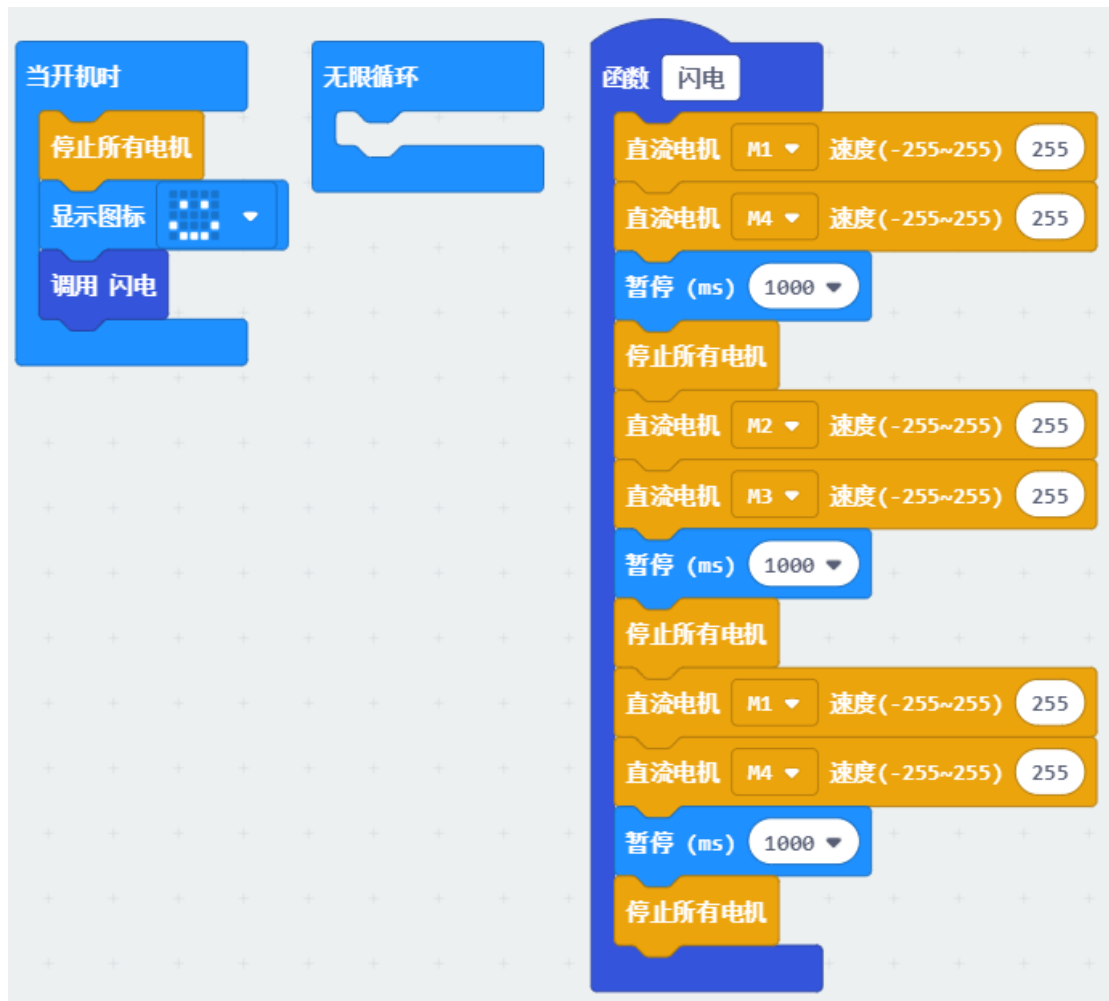 当开机时
停止所有电机
显示图标
调用 闪电
无限循环
函数 闪电
直流电机 M1 速度(-255~255) 255
直流电机 M4 速度(-255~255) 255
暂停 (ms) 1000
停止所有电机
直流电机 M2 速度(-255~255) 255
直流电机 M3 速度(-255~255) 255
暂停 (ms) 1000
停止所有电机
直流电机 M1 速度(-255~255) 255
直流电机 M4 速度(-255~255) 255
暂停 (ms) 1000
停止所有电机